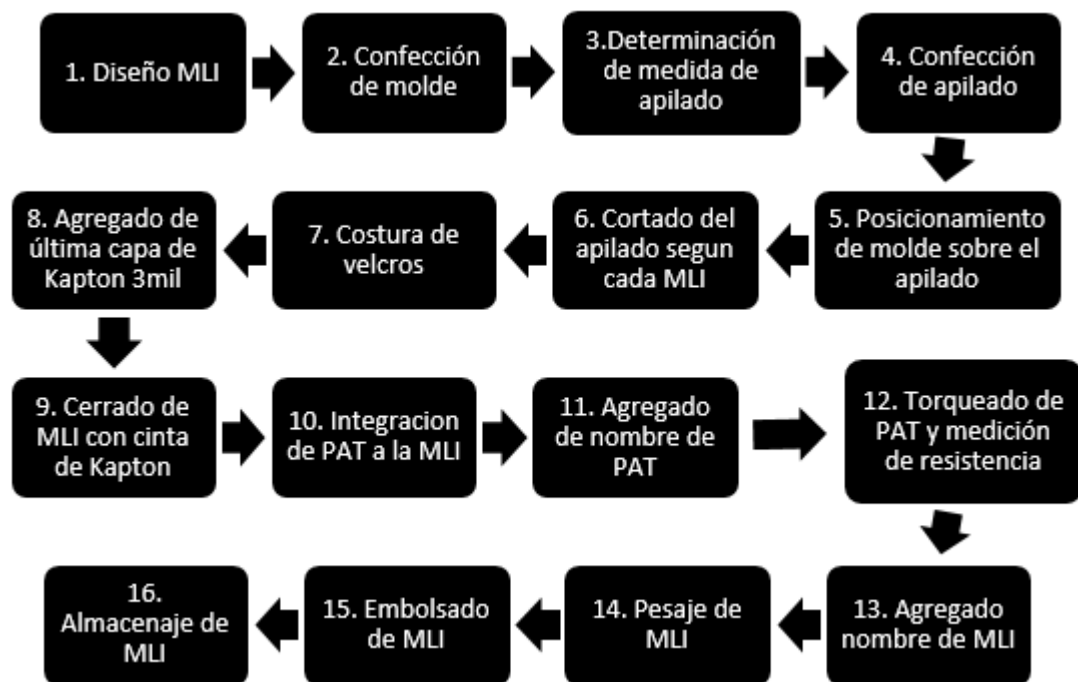 1. Diseño MLI
2. Confección
de molde
3.Determinación
de medida de
apilado
4. Confección
de apilado
5. Posicionamiento
de molde sobre el
apilado
6. Cortado del
apilado segun
cada MLI
7. Costura de
velcros
8. Agregado de
última capa de
Kapton 3mil
9. Cerrado de
MLI con cinta
de Kapton
10. Integracion
de PAT a la MLI
11. Agregado
de nombre de
PAT
12. Torqueado de
PAT y medición
de resistencia
13. Agregado
nombre de MLI
14. Pesaje de
MLI
15. Embolsado
de MLI
16.
Almacenaje de
MLI